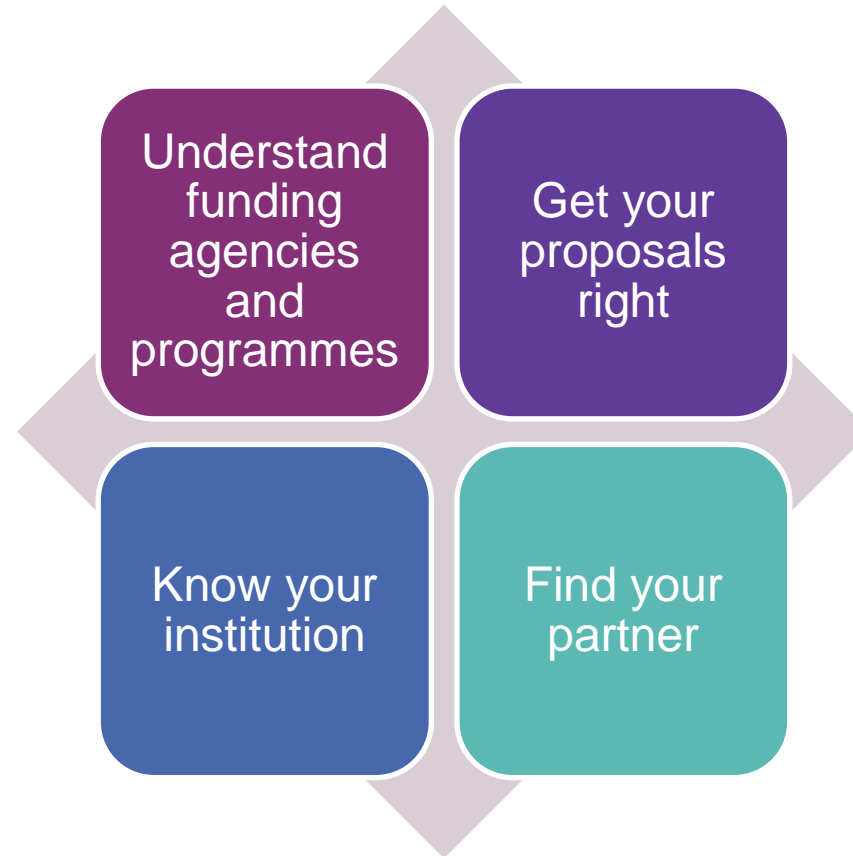 Understand
funding
agencies
and
programmes
Get your
proposals
right
Know your
institution
Find your
partner